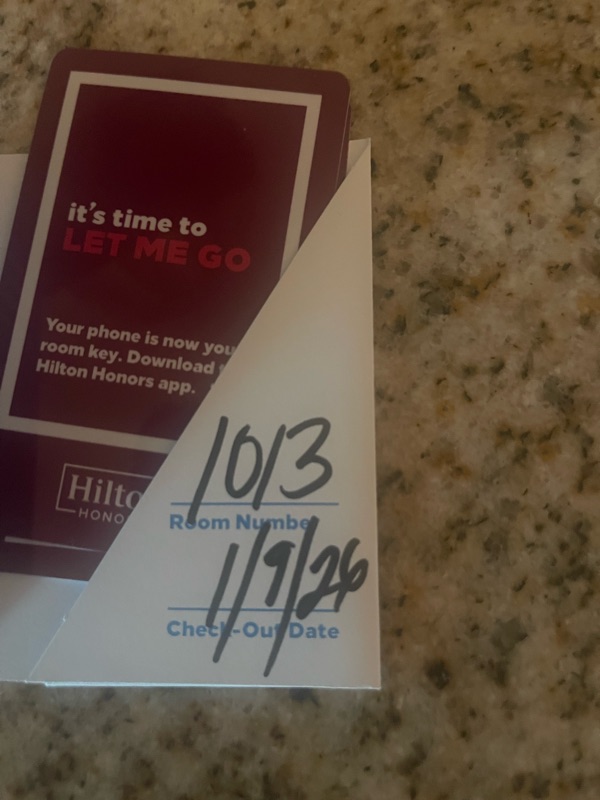 it's time to
LET ME GO
Your phone is now
room key. Download
Hilton Honors app.
1013
Room Number
1/9/26
Check-Out Date